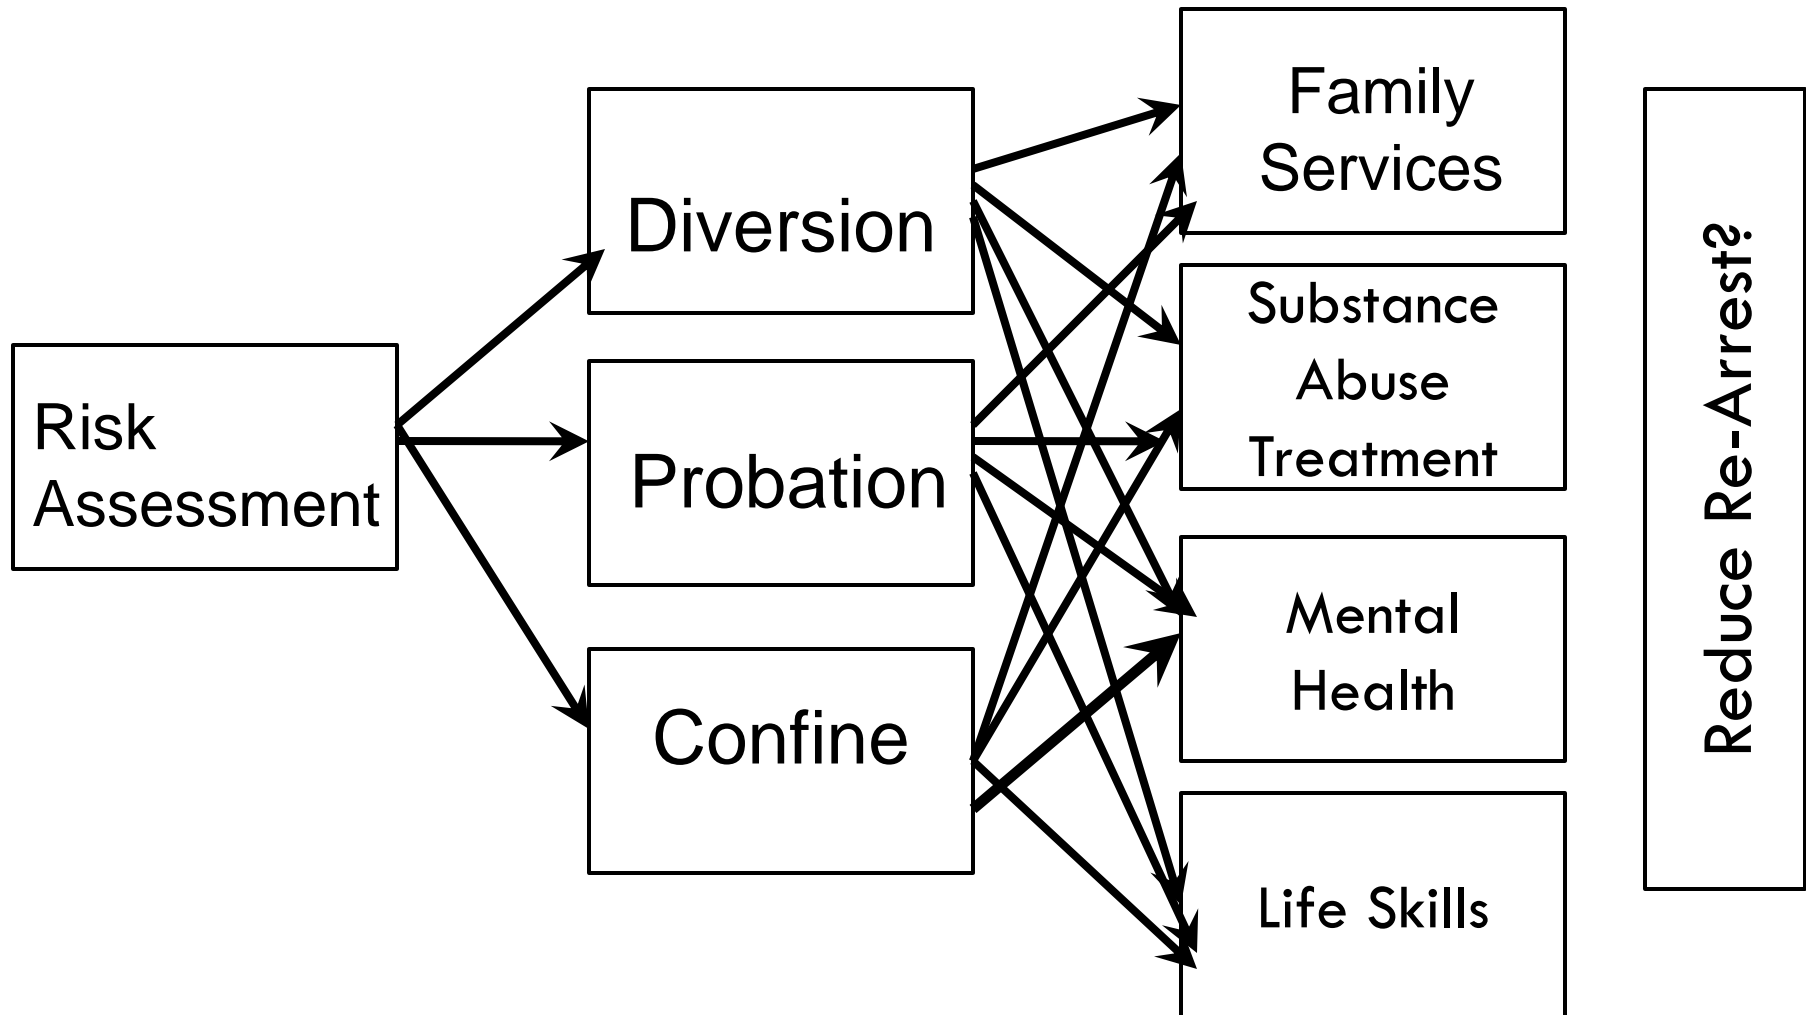 Risk
Assessment
Diversion
Probation
Confine
Family
Services
Substance
Abuse
Treatment
Mental
Health
Life Skills
Reduce Re-Arrest?